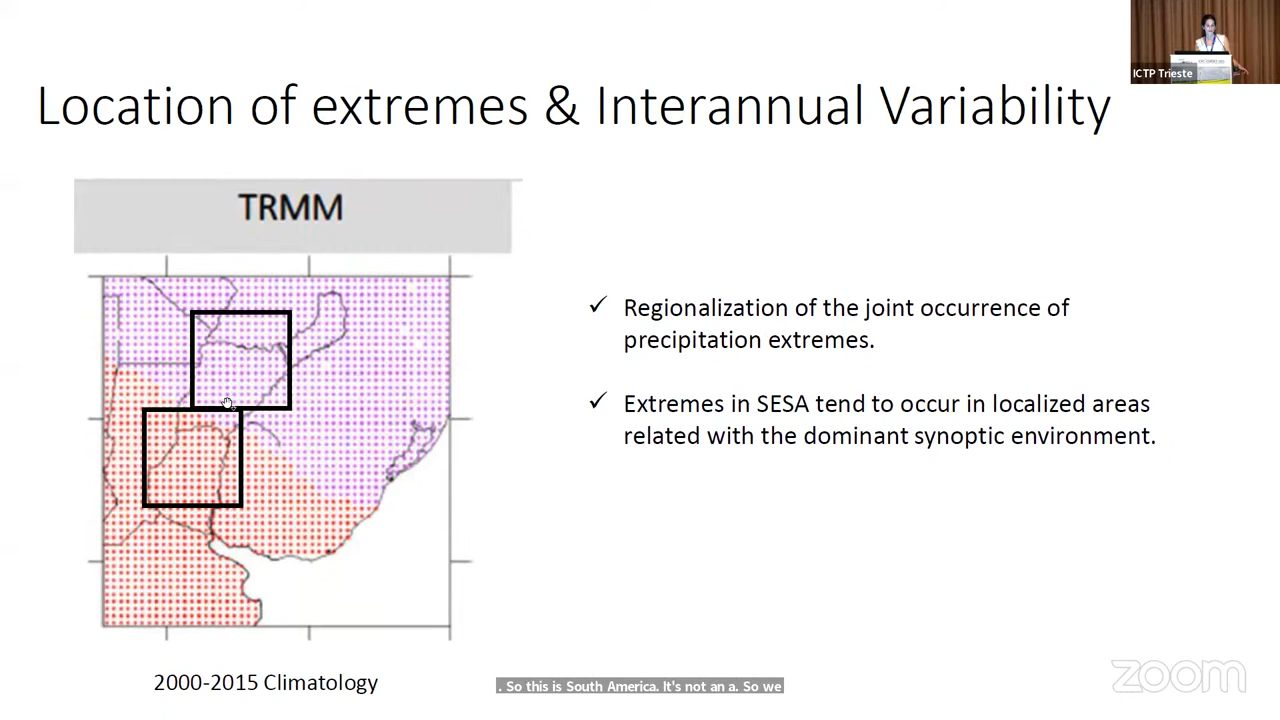 ICTP Trieste
Location of extremes & Interannual Variability
TRMM
✓ Regionalization of the joint occurrence of
precipitation extremes.
✓ Extremes in SESA tend to occur in localized areas
related with the dominant synoptic environment.
2000-2015 Climatology
. So this is South America. It's not an a. So we
zoom